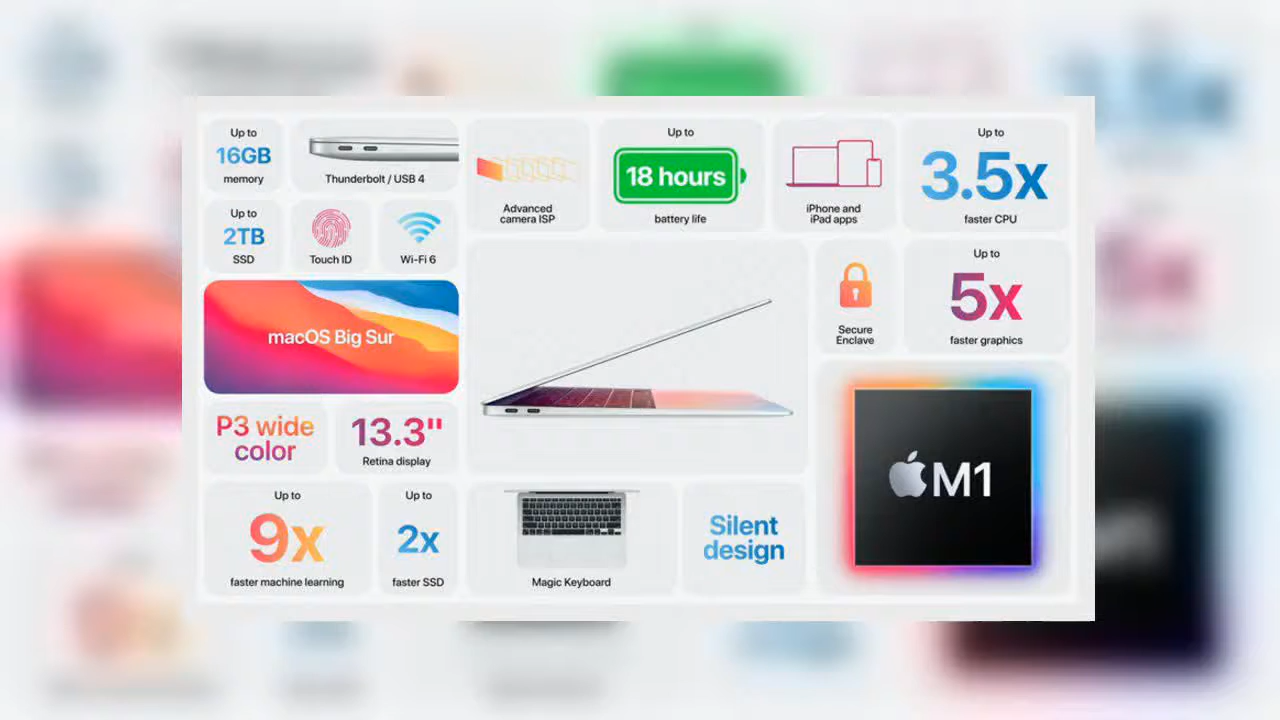 Up to
16GB
memory
Thunderbolt / USB 4
Advanced
camera ISP
Up to
18 hours
battery life
iPhone and
iPad apps
Up to
3.5x
faster CPU
Up to
2TB
SSD
Touch ID
Wi-Fi 6
macOS Big Sur
Secure
Enclave
Up to
5x
faster graphics
P3 wide
color
13.3"
Retina display
M1
Up to
9x
faster machine learning
Up to
2x
faster SSD
Magic Keyboard
Silent
design